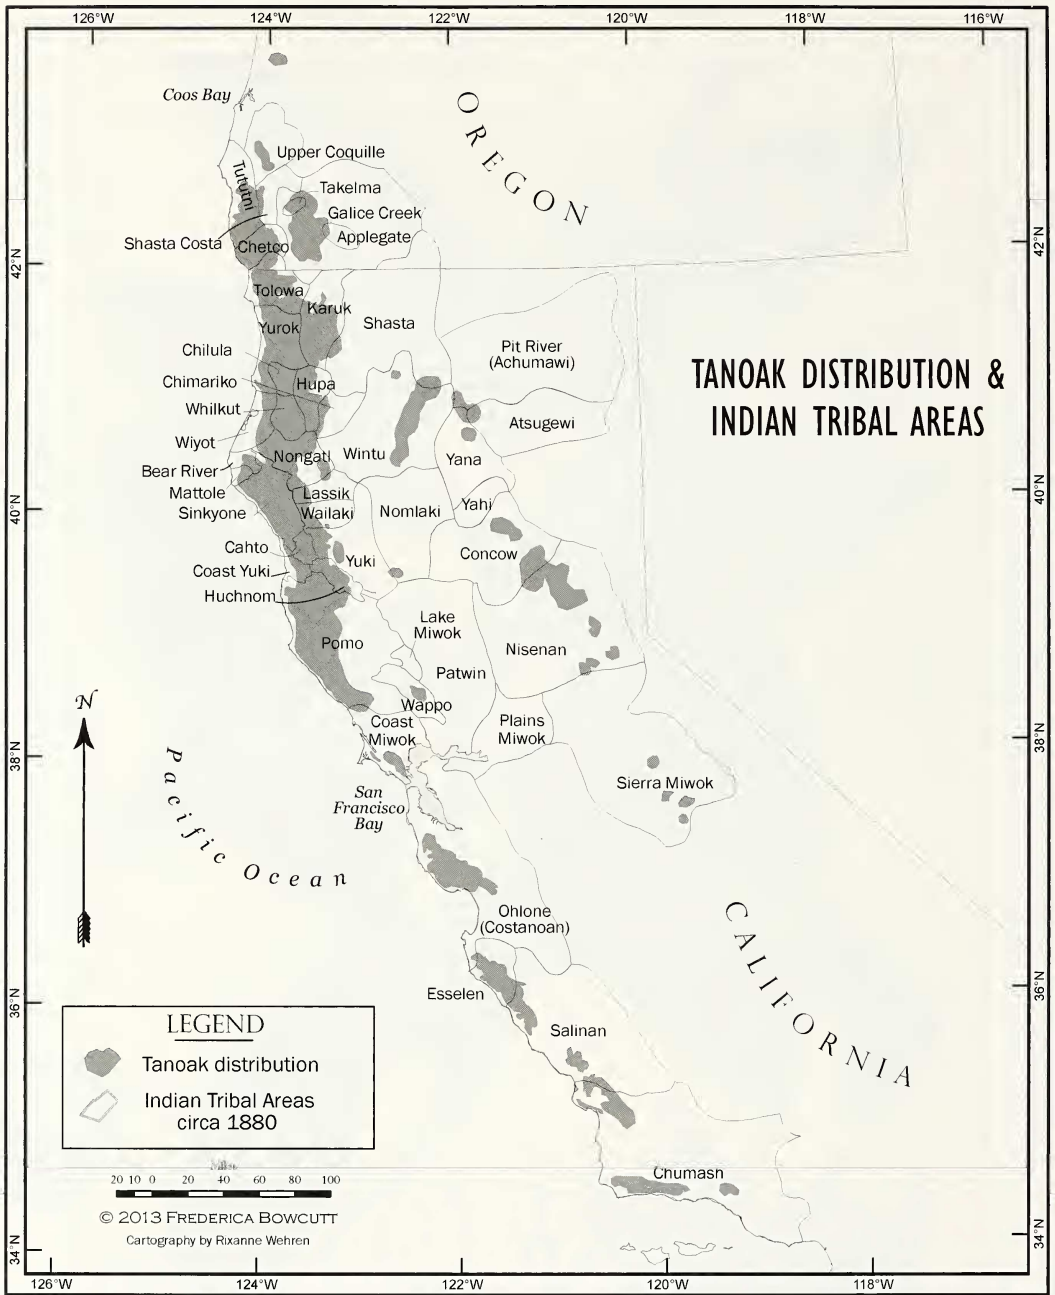 126°W 124°W 122°W 120°W 118°W 116°W
Coos Bay
OREGON
Upper Coquille
Tututni
Takelma
Galice Creek
Applegate
Shasta Costa
Chetco
42°N
42°N
Tolowa
Karuk
Yurok
Shasta
Pit River
(Achumawi)
TANOAK DISTRIBUTION &
INDIAN TRIBAL AREAS
Chilula
Chimariko
Hupa
Whilkut
Atsugewi
Wiyot
Nongatl
Wintu
Yana
Bear River
Mattole
Lassik
Sinkyone
Wailaki
Nomlaki
Yahi
40°N
40°N
Cahto
Yuki
Concow
Coast Yuki
Huchnom
Lake
Miwok
Pomo
Nisenan
Patwin
N
Wappo
Coast
Miwok
Plains
Miwok
38°N
38°N
Pacific Ocean
San
Francisco
Bay
Sierra Miwok
CALIFORNIA
Ohlone
(Costanoan)
Esselen
36°N
36°N
Salinan
LEGEND
Tanoak distribution
Indian Tribal Areas
circa 1880
Chumash
Miles
20 10 0 20 40 60 80 100
© 2013 FREDERICA BOWCUTT
Cartography by Rixanne Wehren
34°N
34°N
126°W 124°W 122°W 120°W 118°W